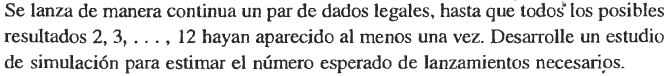 Se lanza de manera continua un par de dados legales, hasta que todos los posibles
resultados 2, 3, . . . , 12 hayan aparecido al menos una vez. Desarrolle un estudio
de simulación para estimar el número esperado de lanzamientos necesarios.